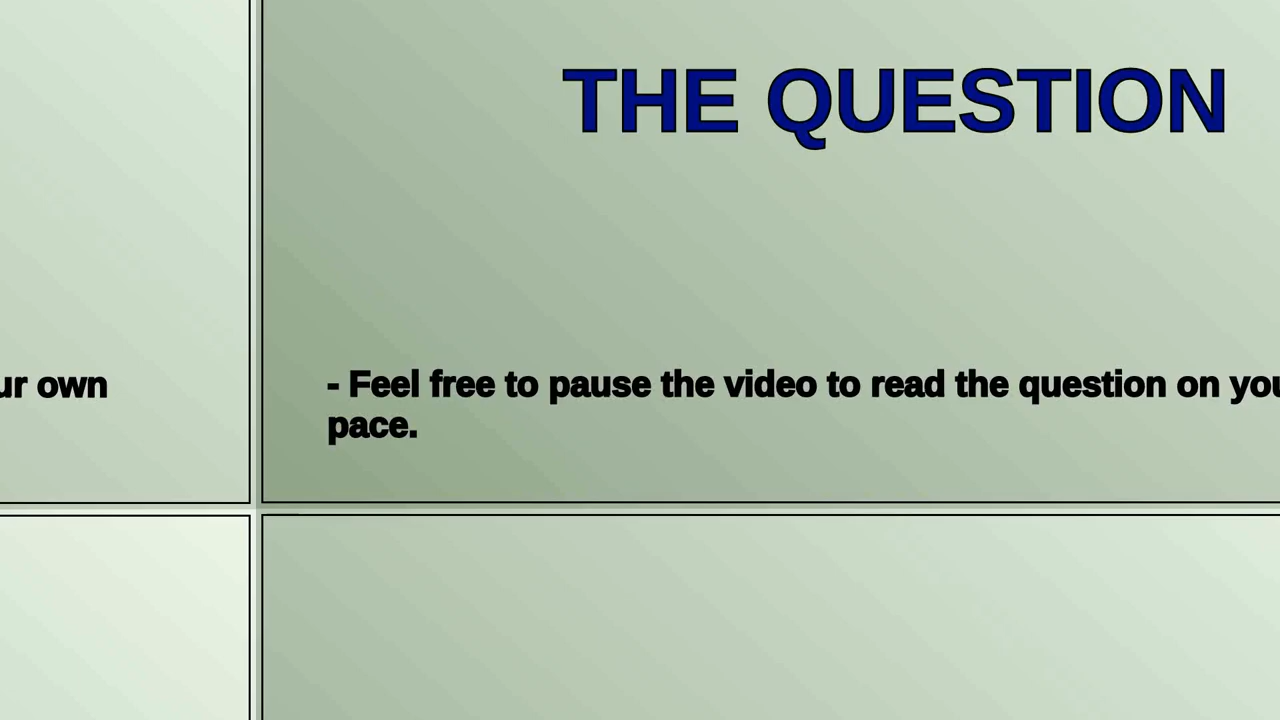 THE QUESTION
ur own
- Feel free to pause the video to read the question on you
pace.